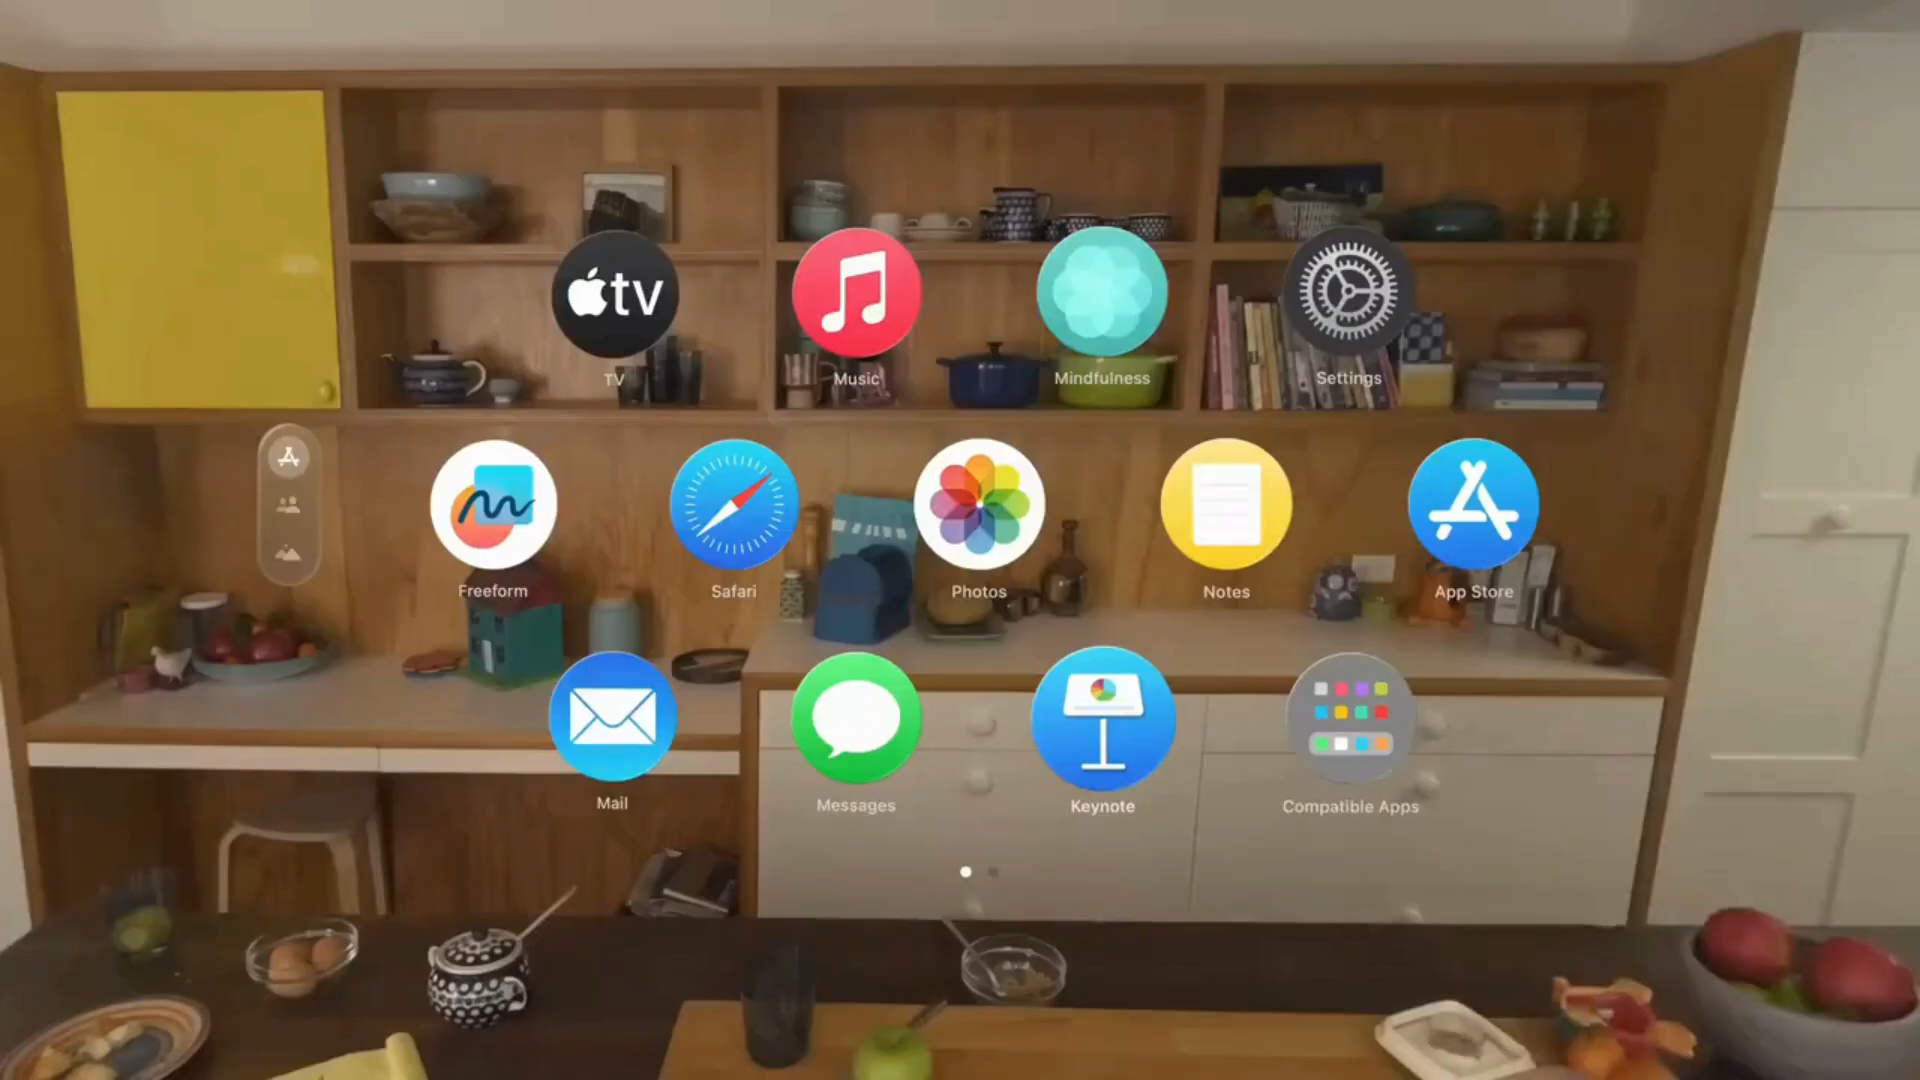 tv
TV
Music
Mindfulness
Settings
Freeform
Safari
Photos
Notes
App Store
Mail
Messages
Keynote
Compatible Apps